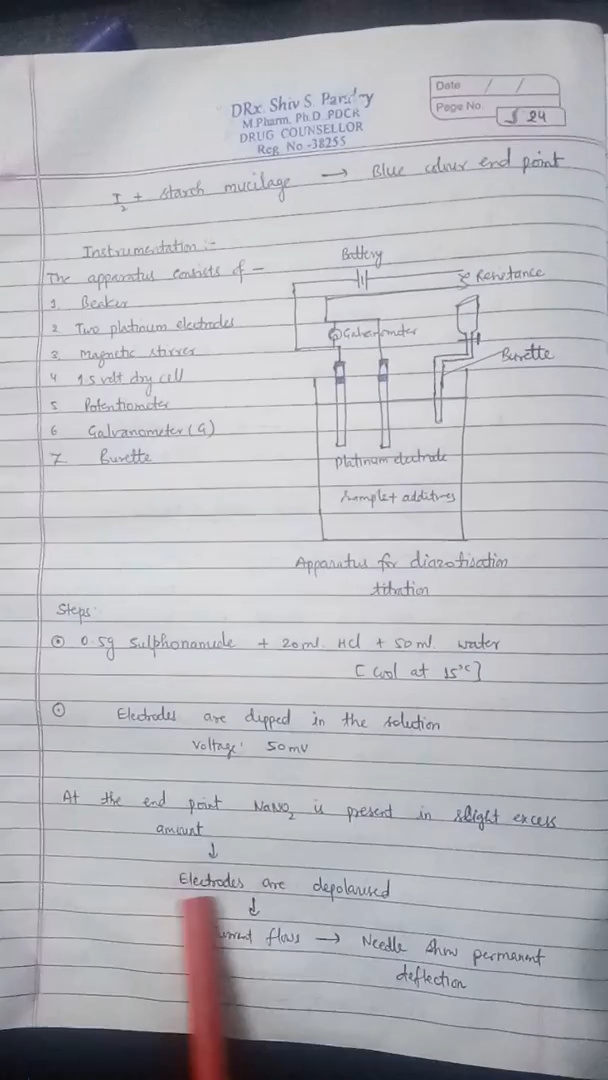 DRx. Shiv S. Pandey
M.Pharm, Ph.D, PDCR
DRUG COUNSELLOR
Reg No.-38255
Date / /
Page No.
24
I2 + Starch mucilage → Blue colour end point
Instrumentation :-
The apparatus consists of -
1. Beaker
2 Two platinum electrodes
3. Magnetic stirrer
4 1.5 volt dry cell
5 Potentiometer
6 Galvanometer (G)
7. Burette
Battery
Resistance
Galvanometer
Burette
Platinum electrode
Sample + additives
Apparatus for diazotisation
titration
Steps:
0.5g Sulphonamide + 20ml. HCl + 50ml. water
[Cool at 15°C]
Electrodes are dipped in the solution
Voltage: 50mV
At the end point NaNO2 is present in slight excess
amount
↓
Electrodes are depolarised
↓
flows → Needle show permanent
deflection